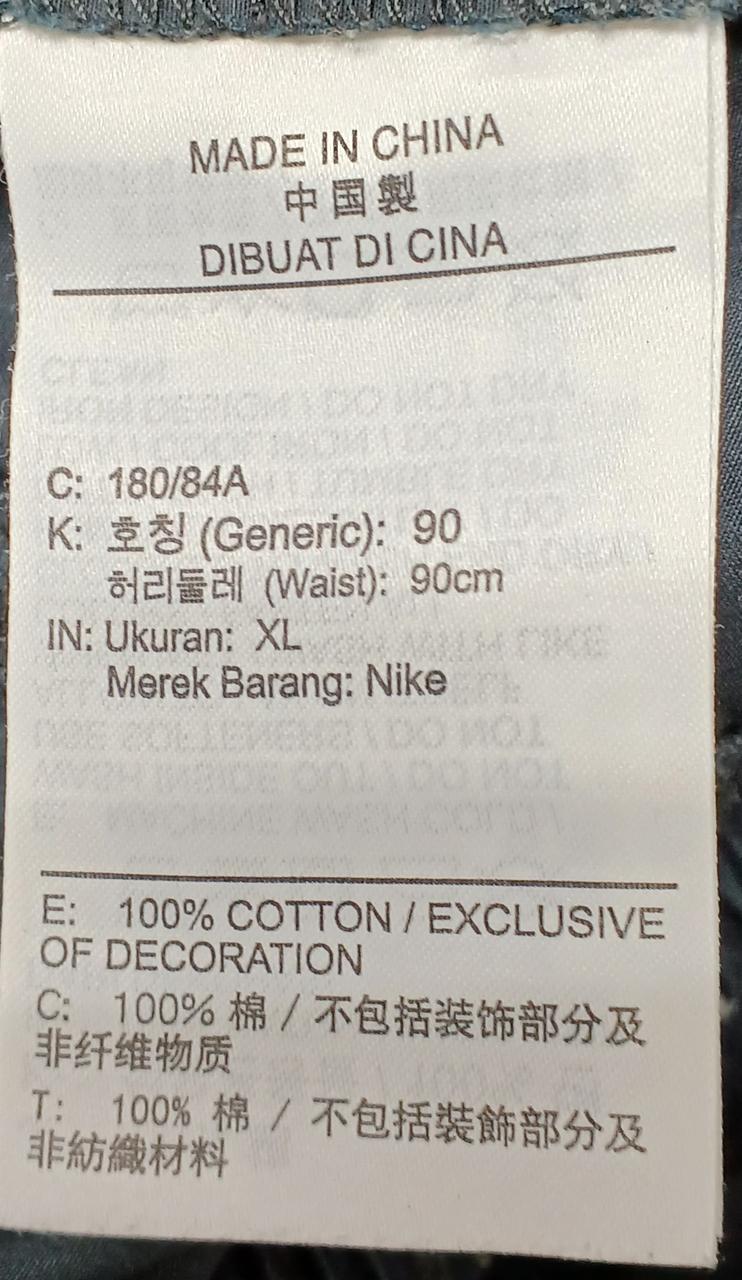 MADE IN CHINA
中国製
DIBUAT DI CINA
C: 180/84A
K: 호칭 (Generic): 90
허리둘레 (Waist): 90cm
IN: Ukuran: XL
Merek Barang: Nike
E: 100% COTTON / EXCLUSIVE
OF DECORATION
C: 100% 棉 / 不包括装饰部分及
非纤维物质
T: 100% 棉 / 不包括裝飾部分及
非紡織材料